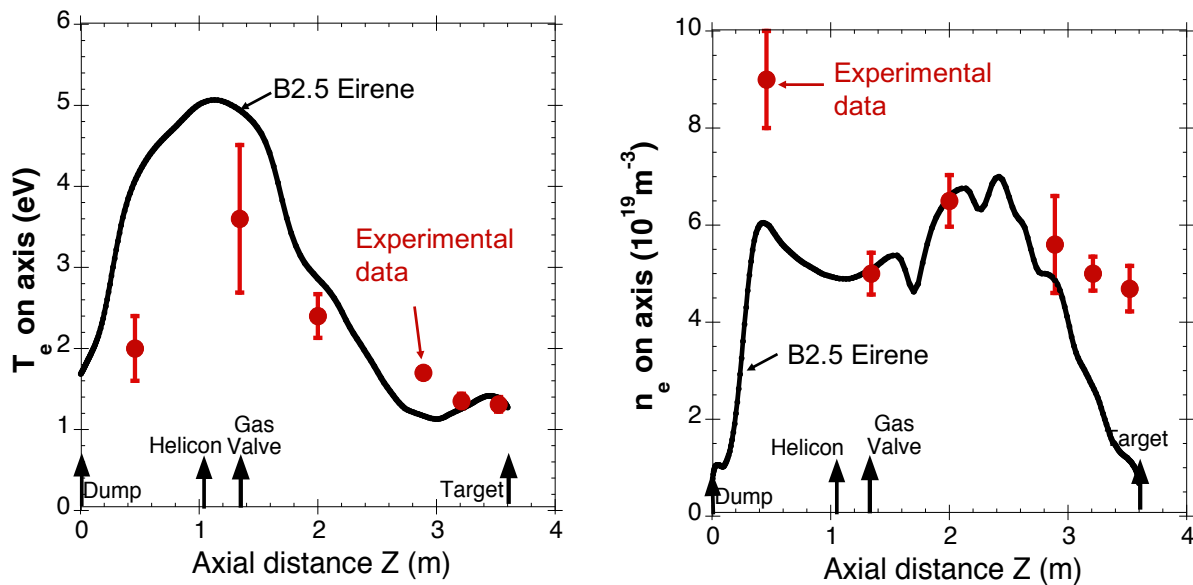 T_e on axis (eV)
6
5
4
3
2
1
0
B2.5 Eirene
Experimental
data
Helicon
Gas
Valve
Dump
Target
0
1
2
3
4
Axial distance Z (m)
n_e on axis (10^19 m^-3)
10
8
6
4
2
0
Experimental
data
B2.5 Eirene
Gas
Helicon
Valve
Target
Dump
0
1
2
3
4
Axial distance Z (m)